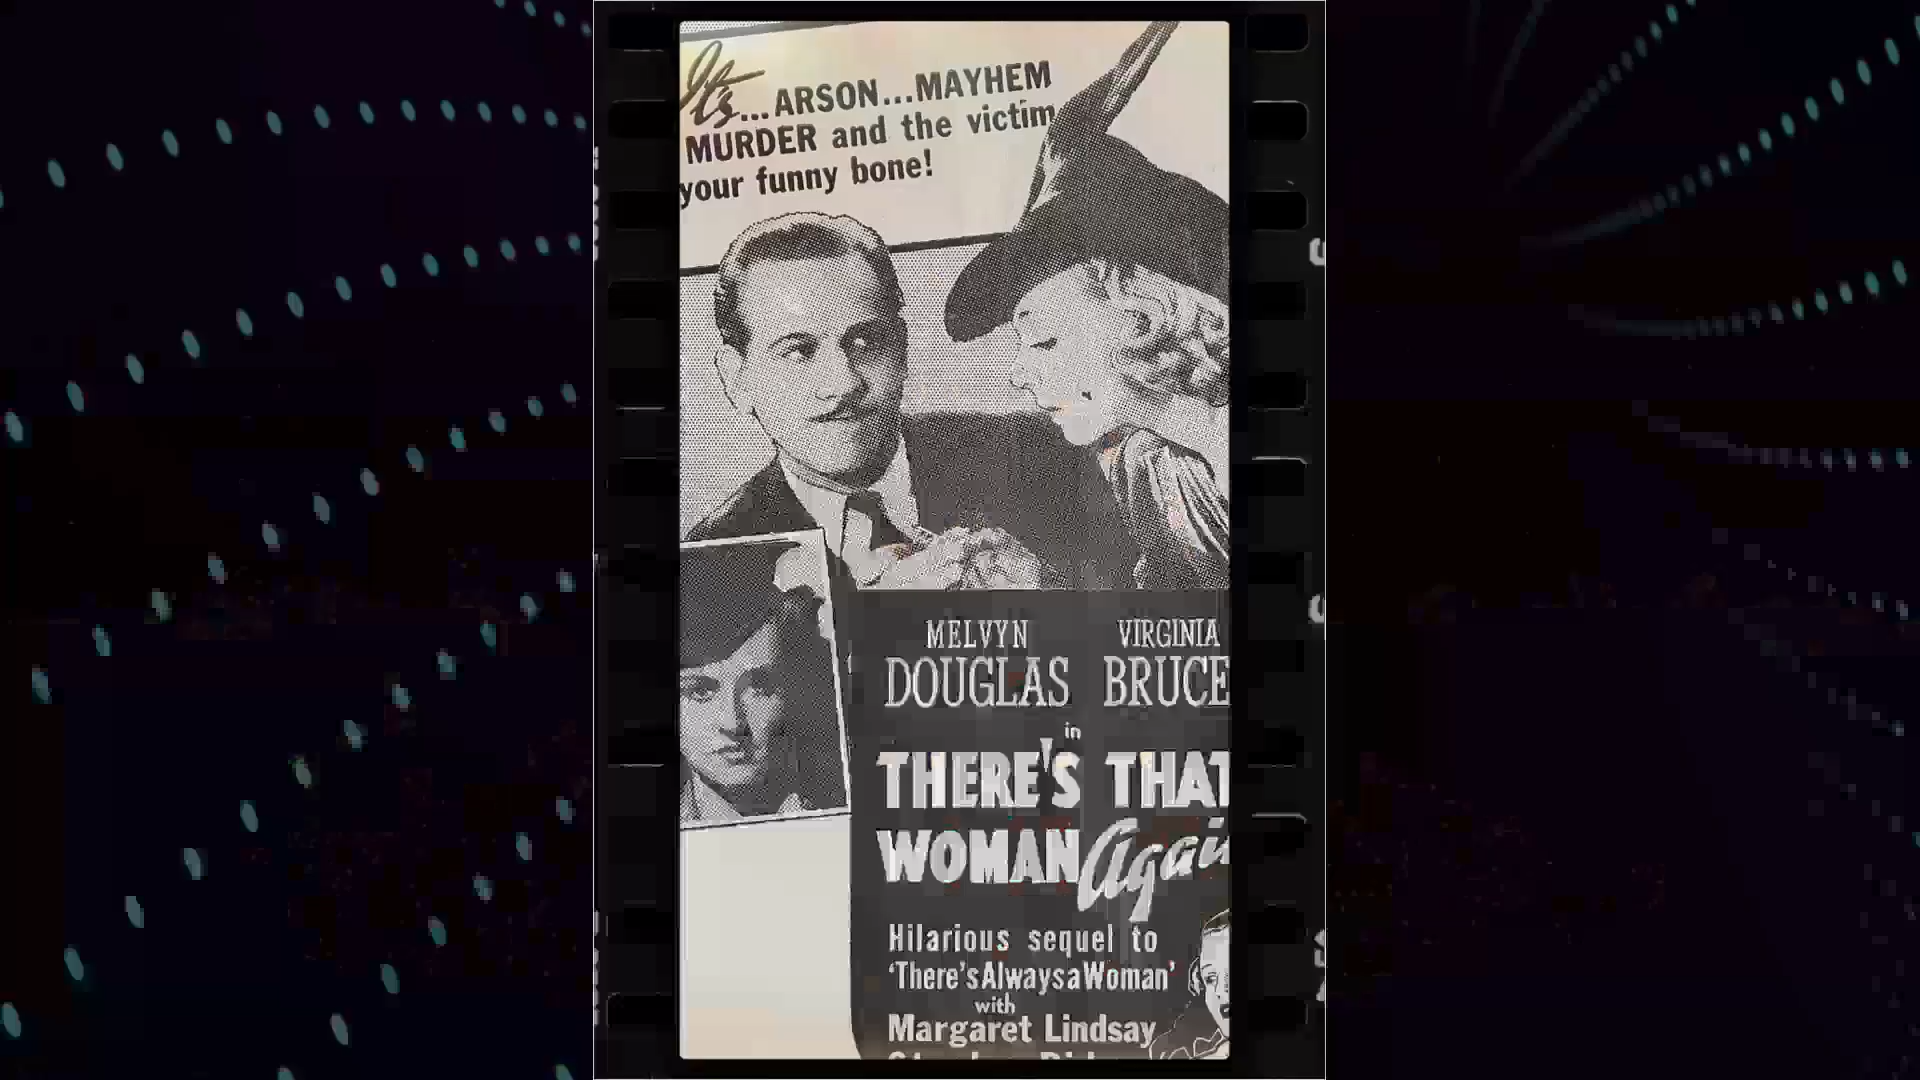 It's...ARSON...MAYHEM
MURDER and the victim
your funny bone!
MELVYN VIRGINIA
DOUGLAS BRUCE
in
THERE'S THAT
WOMAN Again
Hilarious sequel to
'There's Always a Woman'
with
Margaret Lindsay